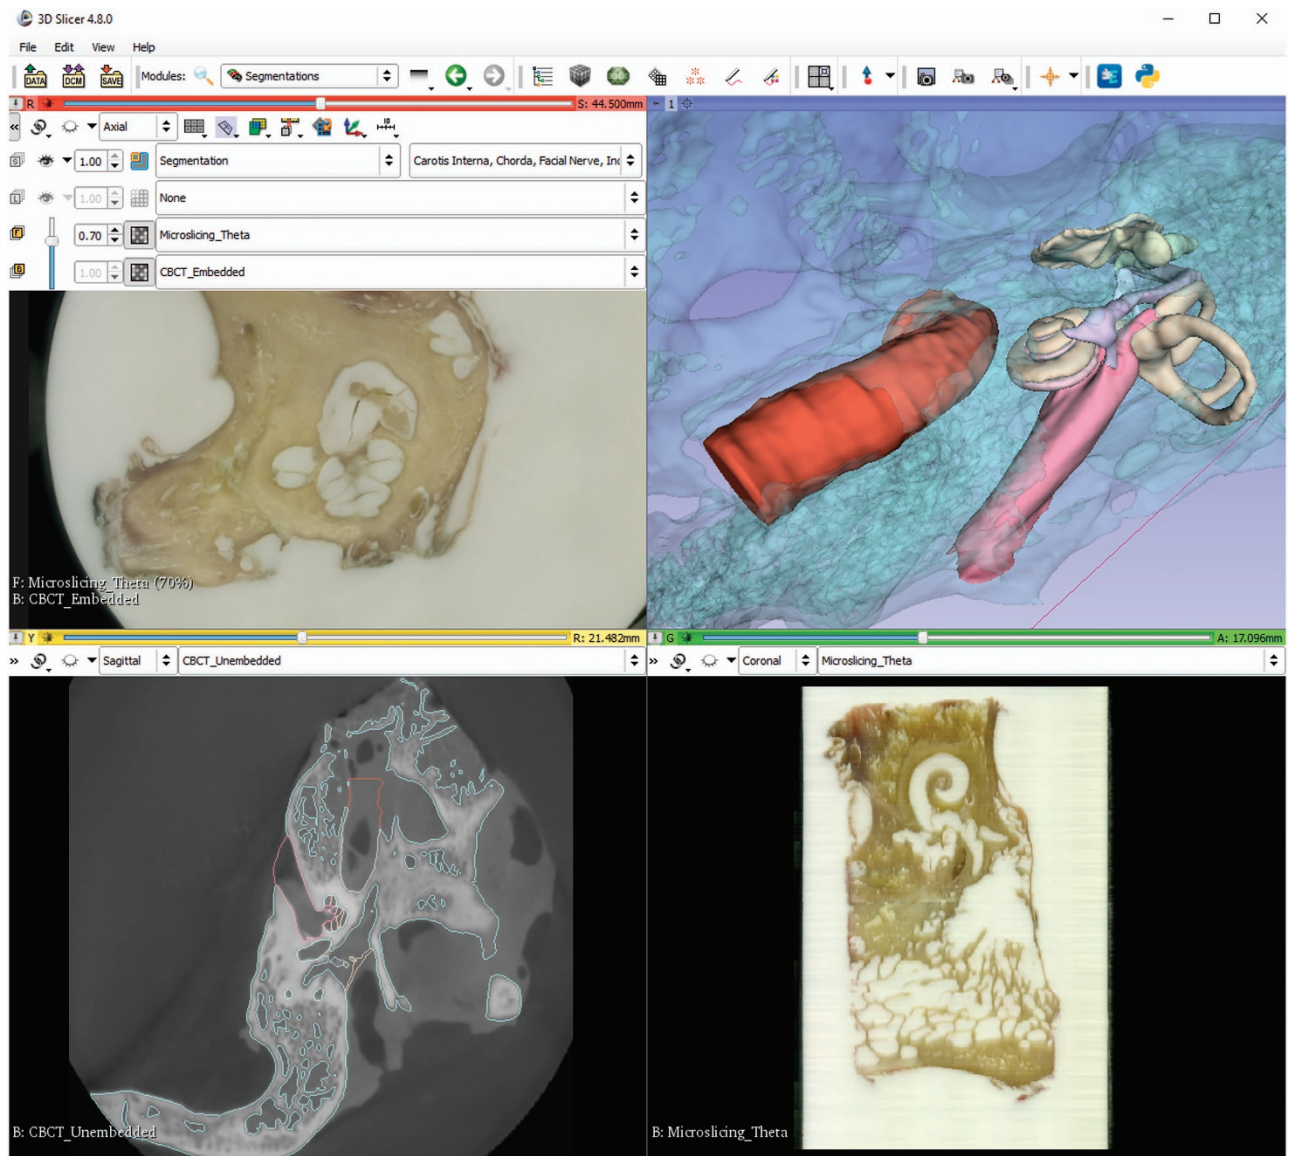 3D Slicer 4.8.0
File Edit View Help
DATA DCM SAVE Modules: Segmentations
R S: 44.500mm 1
Axial
S 1.00 Segmentation Carotis Interna, Chorda, Facial Nerve, Inc
L 1.00 None
F 0.70 Microslicing_Theta
B 1.00 CBCT_Embedded
F: Microslicing_Theta (70%)
B: CBCT_Embedded
Y R: 21.482mm G A: 17.096mm
Sagittal CBCT_Unembedded Coronal Microslicing_Theta
B: CBCT_Unembedded B: Microslicing_Theta